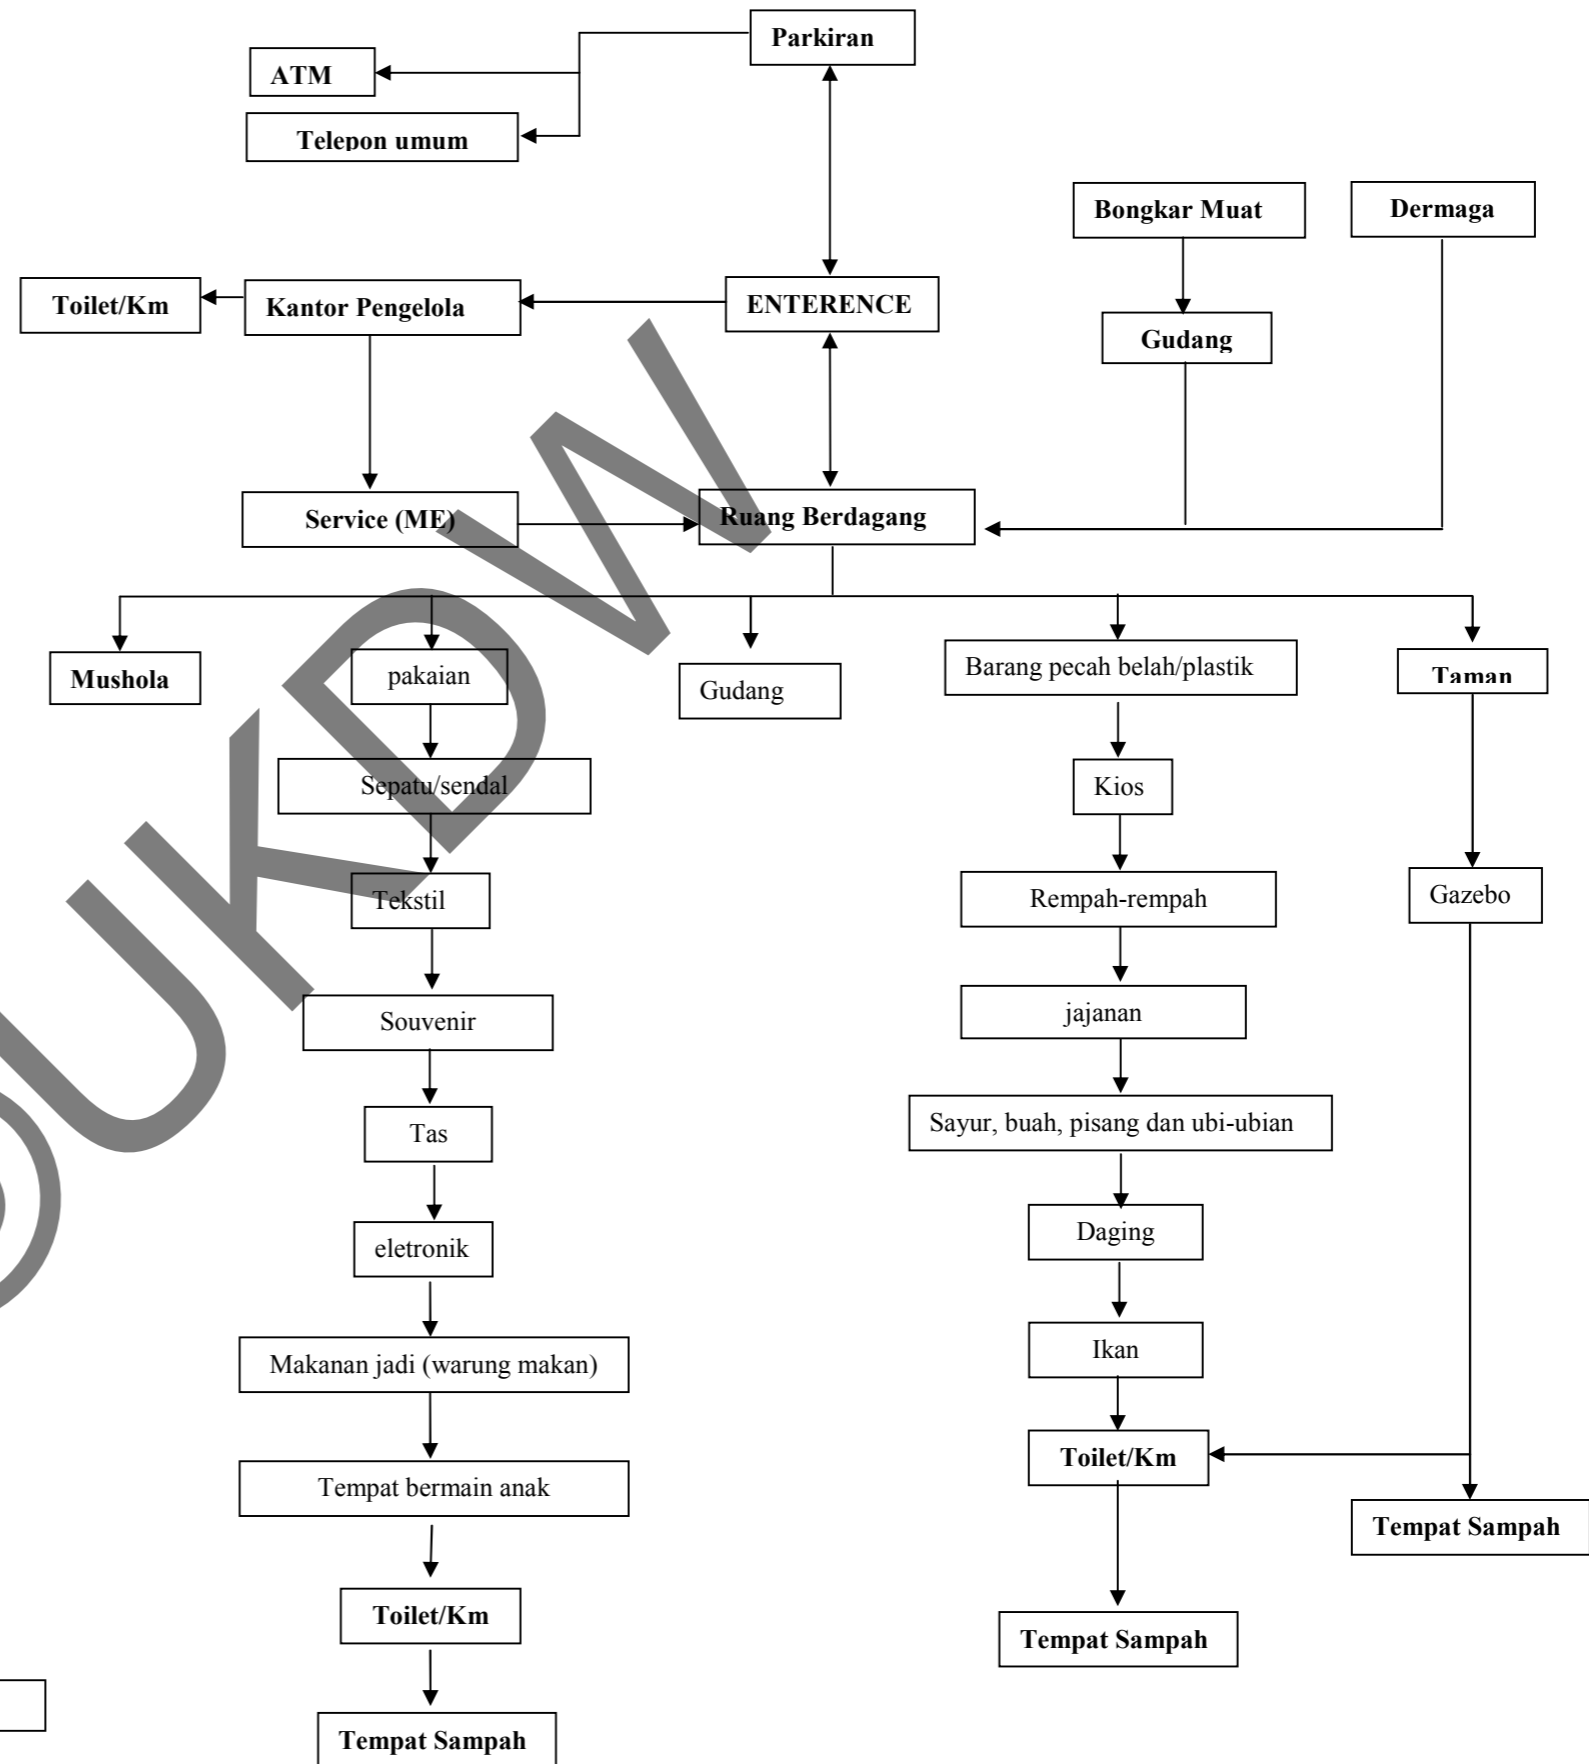 Parkiran
ATM
Telepon umum
Bongkar Muat
Dermaga
Toilet/Km
Kantor Pengelola
ENTERENCE
Gudang
Service (ME)
Ruang Berdagang
Mushola
pakaian
Gudang
Barang pecah belah/plastik
Taman
Sepatu/sendal
Kios
Tekstil
Rempah-rempah
Gazebo
Souvenir
jajanan
Tas
Sayur, buah, pisang dan ubi-ubian
eletronik
Daging
Makanan jadi (warung makan)
Ikan
Tempat bermain anak
Toilet/Km
Tempat Sampah
Toilet/Km
Tempat Sampah
Tempat Sampah
©UKDW